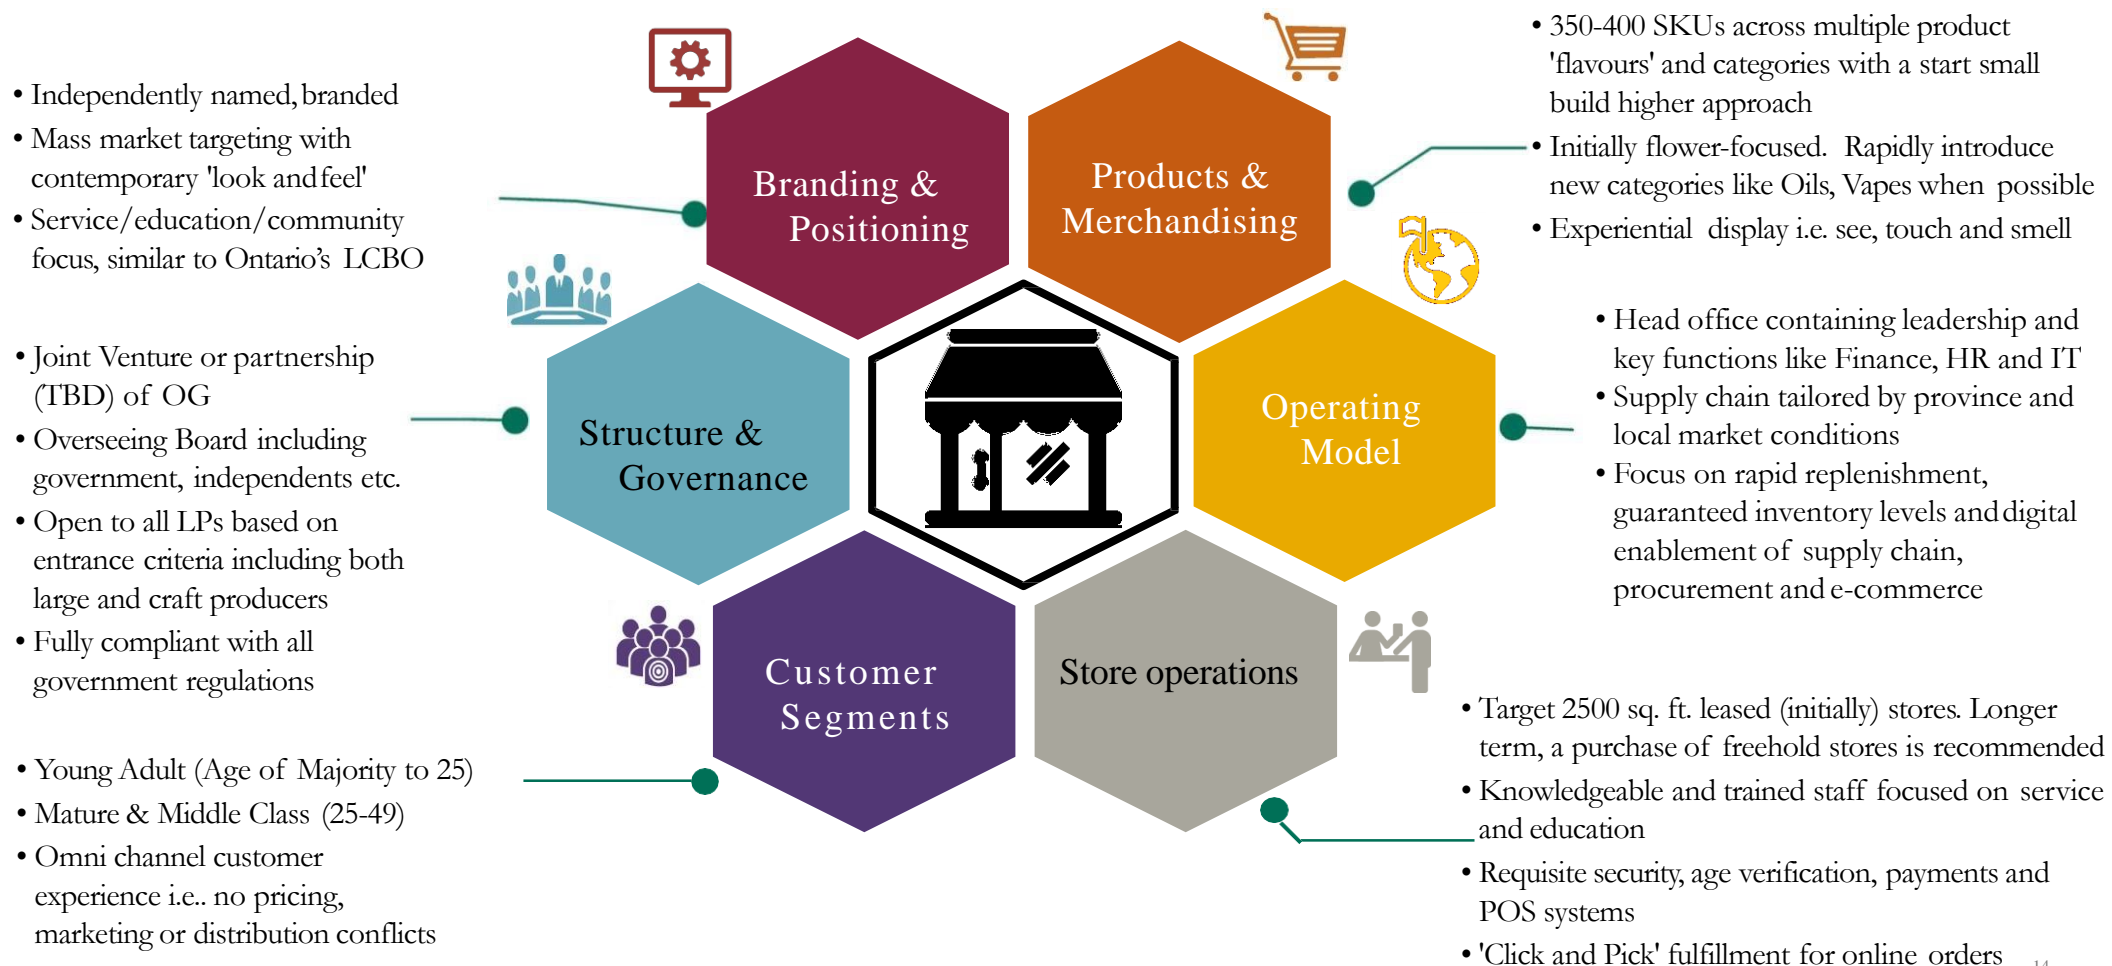 • Independently named, branded
• Mass market targeting with
contemporary 'look and feel'
• Service/education/community
focus, similar to Ontario's LCBO
Branding &
Positioning
Products &
Merchandising
• 350-400 SKUs across multiple product
'flavours' and categories with a start small
build higher approach
• Initially flower-focused. Rapidly introduce
new categories like Oils, Vapes when possible
• Experiential display i.e. see, touch and smell
• Joint Venture or partnership
(TBD) of OG
• Overseeing Board including
government, independents etc.
• Open to all LPs based on
entrance criteria including both
large and craft producers
• Fully compliant with all
government regulations
Structure &
Governance
Operating
Model
• Head office containing leadership and
key functions like Finance, HR and IT
• Supply chain tailored by province and
local market conditions
• Focus on rapid replenishment,
guaranteed inventory levels and digital
enablement of supply chain,
procurement and e-commerce
• Young Adult (Age of Majority to 25)
• Mature & Middle Class (25-49)
• Omni channel customer
experience i.e.. no pricing,
marketing or distribution conflicts
Customer
Segments
Store operations
• Target 2500 sq. ft. leased (initially) stores. Longer
term, a purchase of freehold stores is recommended
• Knowledgeable and trained staff focused on service
and education
• Requisite security, age verification, payments and
POS systems
• 'Click and Pick' fulfillment for online orders
14